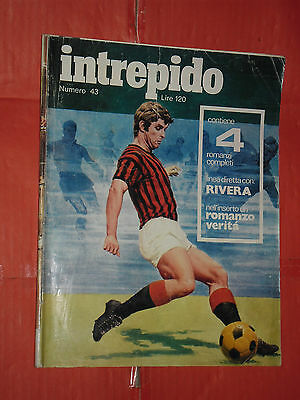 intrepido
Numero 43
Lire 120
contiene
4
romanzi
completi
linea diretta con:
RIVERA
nell'inserto un
romanzo
verità